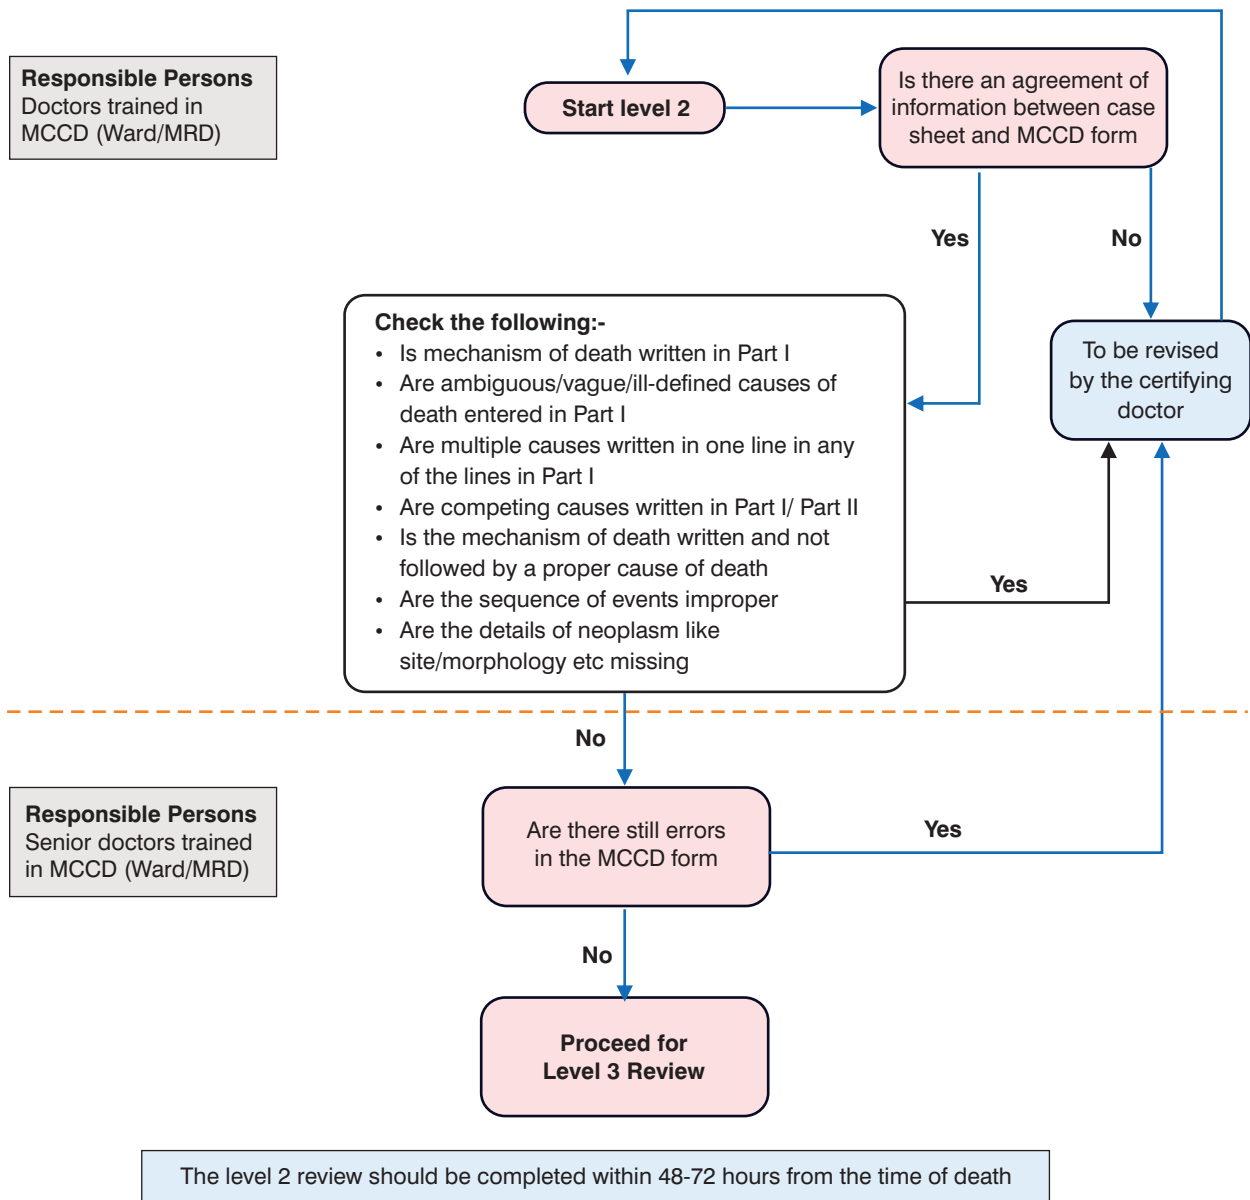 Responsible Persons
Doctors trained in
MCCD (Ward/MRD)
Start level 2
Is there an agreement of
information between case
sheet and MCCD form
Yes
No
Check the following:-
• Is mechanism of death written in Part I
• Are ambiguous/vague/ill-defined causes of
death entered in Part I
• Are multiple causes written in one line in any
of the lines in Part I
• Are competing causes written in Part I/ Part II
• Is the mechanism of death written and not
followed by a proper cause of death
• Are the sequence of events improper
• Are the details of neoplasm like
site/morphology etc missing
To be revised
by the certifying
doctor
Yes
No
Responsible Persons
Senior doctors trained
in MCCD (Ward/MRD)
Are there still errors
in the MCCD form
Yes
No
Proceed for
Level 3 Review
The level 2 review should be completed within 48-72 hours from the time of death